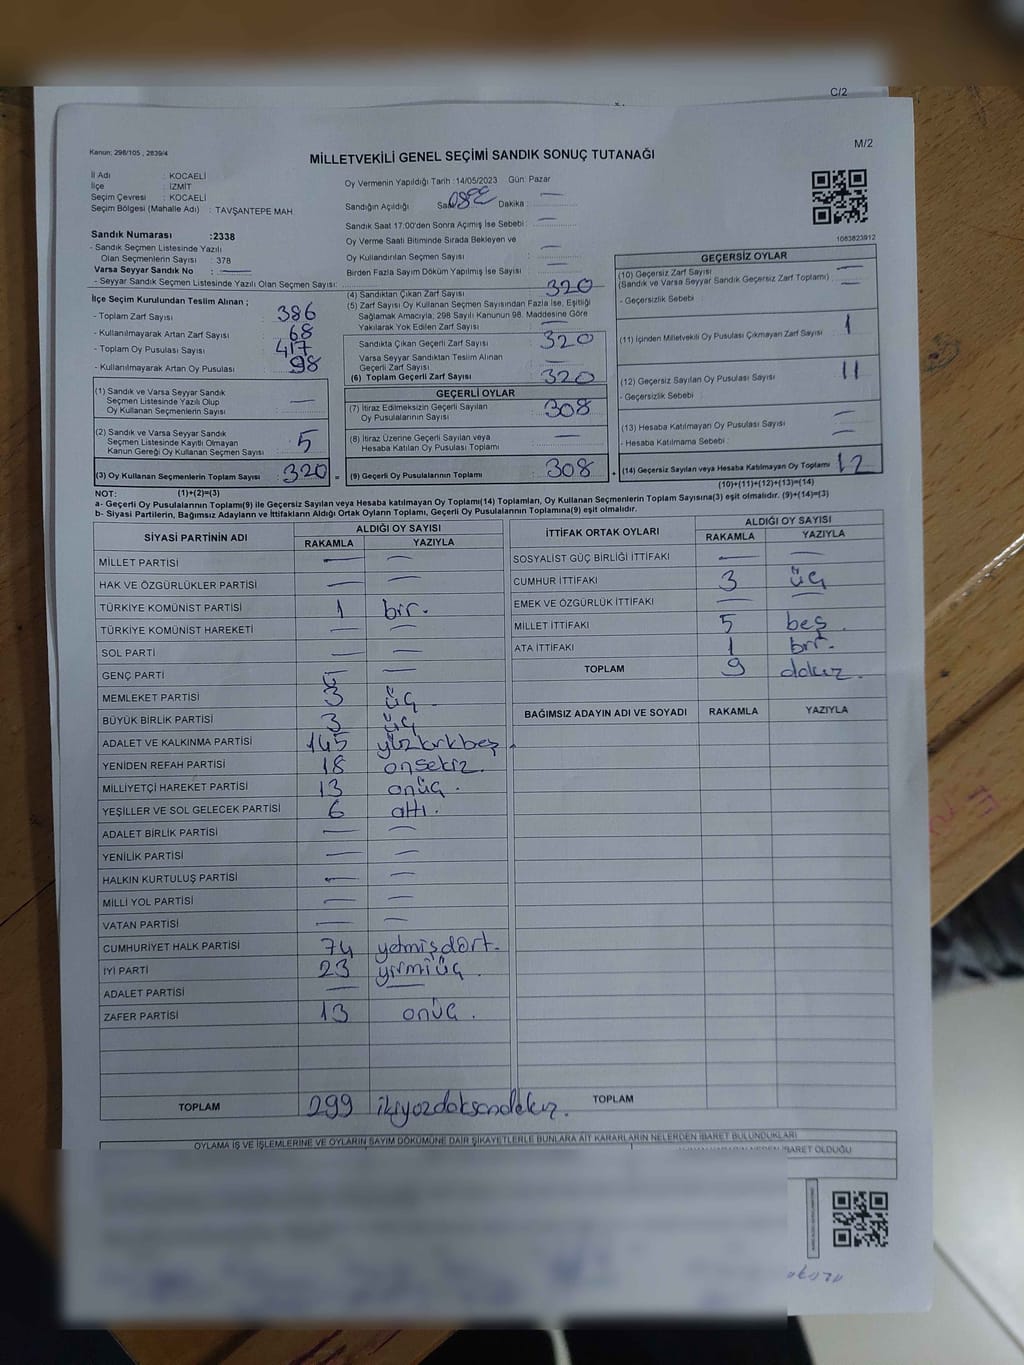 C/2
M/2
Kanun: 298/105 , 2839/4
MİLLETVEKİLİ GENEL SEÇİMİ SANDIK SONUÇ TUTANAĞI
İl Adı : KOCAELİ
İlçe : İZMİT
Seçim Çevresi : KOCAELİ
Seçim Bölgesi (Mahalle Adı) : TAVŞANTEPE MAH
Oy Vermenin Yapıldığı Tarih :14/05/2023 Gün: Pazar
Sandığın Açıldığı Dakika :
Sandık Saat 17:00'den Sonra Açımış İse Sebebi :
Oy Verme Saati Bitiminde Sırada Bekleyen ve
Oy Kullandırılan Seçmen Sayısı
Birden Fazla Sayım Döküm Yapılmış İse Sayısı
1083823912
Sandık Numarası :2338
- Sandık Seçmen Listesinde Yazılı
Olan Seçmenlerin Sayısı : 378
Varsa Seyyar Sandık No :
- Seyyar Sandık Seçmen Listesinde Yazılı Olan Seçmen Sayısı:
İlçe Seçim Kurulundan Teslim Alınan ;
- Toplam Zarf Sayısı : 386
- Kullanılmayarak Artan Zarf Sayısı : 68
- Toplam Oy Pusulası Sayısı : 417
- Kullanılmayarak Artan Oy Pusulası : 98
(1) Sandık ve Varsa Seyyar Sandık
Seçmen Listesinde Yazılı Olup
Oy Kullanan Seçmenlerin Sayısı :
(2) Sandık ve Varsa Seyyar Sandık
Seçmen Listesinde Kayıtlı Olmayan
Kanun Gereği Oy Kullanan Seçmen Sayısı : 5
(3) Oy Kullanan Seçmenlerin Toplam Sayısı : 320 =
(4) Sandıktan Çıkan Zarf Sayısı 320
(5) Zarf Sayısı Oy Kullanan Seçmen Sayısından Fazla İse, Eşitliği
Sağlamak Amacıyla, 298 Sayılı Kanunun 98. Maddesine Göre
Yakılarak Yok Edilen Zarf Sayısı
Sandıkta Çıkan Geçerli Zarf Sayısı 320
Varsa Seyyar Sandıktan Teslim Alınan
Geçerli Zarf Sayısı
(6) Toplam Geçerli Zarf Sayısı 320
GEÇERLİ OYLAR
(7) İtiraz Edilmeksizin Geçerli Sayılan
Oy Pusulalarının Sayısı 308
(8) İtiraz Üzerine Geçerli Sayılan veya
Hesaba Katılan Oy Pusulası Toplamı
(9) Geçerli Oy Pusulalarının Toplamı 308 +
GEÇERSİZ OYLAR
(10) Geçersiz Zarf Sayısı
(Sandık ve Varsa Seyyar Sandık Geçersiz Zarf Toplamı)
- Geçersizlik Sebebi :
(11) İçinden Milletvekili Oy Pusulası Çıkmayan Zarf Sayısı 1
(12) Geçersiz Sayılan Oy Pusulası Sayısı 11
- Geçersizlik Sebebi :
(13) Hesaba Katılmayan Oy Pusulası Sayısı
- Hesaba Katılmama Sebebi :
(14) Geçersiz Sayılan veya Hesaba Katılmayan Oy Toplamı 12
(10)+(11)+(12)+(13)=(14)
NOT: (1)+(2)=(3)
a- Geçerli Oy Pusulalarının Toplamı(9) ile Geçersiz Sayılan veya Hesaba katılmayan Oy Toplamı(14) Toplamları, Oy Kullanan Seçmenlerin Toplam Sayısına(3) eşit olmalıdır. (9)+(14)=(3)
b- Siyasi Partilerin, Bağımsız Adayların ve İttifakların Aldığı Ortak Oyların Toplamı, Geçerli Oy Pusulalarının Toplamına(9) eşit olmalıdır.
SİYASİ PARTİNİN ADI ALDIĞI OY SAYISI
RAKAMLA YAZIYLA
MİLLET PARTİSİ
HAK VE ÖZGÜRLÜKLER PARTİSİ
TÜRKİYE KOMÜNİST PARTİSİ 1 bir.
TÜRKİYE KOMÜNİST HAREKETİ
SOL PARTİ
GENÇ PARTİ
MEMLEKET PARTİSİ 3 üç.
BÜYÜK BİRLİK PARTİSİ 3 üç
ADALET VE KALKINMA PARTİSİ 145 yüzkırkbeş
YENİDEN REFAH PARTİSİ 18 onsekiz.
MİLLİYETÇİ HAREKET PARTİSİ 13 onüç.
YEŞİLLER VE SOL GELECEK PARTİSİ 6 altı.
ADALET BİRLİK PARTİSİ
YENİLİK PARTİSİ
HALKIN KURTULUŞ PARTİSİ
MİLLİ YOL PARTİSİ
VATAN PARTİSİ
CUMHURİYET HALK PARTİSİ 74 yetmişdört.
İYİ PARTİ 23 yirmiüç.
ADALET PARTİSİ
ZAFER PARTİSİ 13 onüç.
TOPLAM 299 ikiyüzdoksandokuz.
İTTİFAK ORTAK OYLARI ALDIĞI OY SAYISI
RAKAMLA YAZIYLA
SOSYALİST GÜÇ BİRLİĞİ İTTİFAKI
CUMHUR İTTİFAKI 3 üç
EMEK VE ÖZGÜRLÜK İTTİFAKI
MİLLET İTTİFAKI 5 beş.
ATA İTTİFAKI 1 bir.
TOPLAM 9 dokuz.
BAĞIMSIZ ADAYIN ADI VE SOYADI RAKAMLA YAZIYLA
TOPLAM
OYLAMA İŞ VE İŞLEMLERİNE VE OYLARIN SAYIM DÖKÜMÜNE DAİR ŞİKAYETLERLE BUNLARA AİT KARARLARIN NELERDEN İBARET BULUNDUKLARI
İBARET OLDUĞU